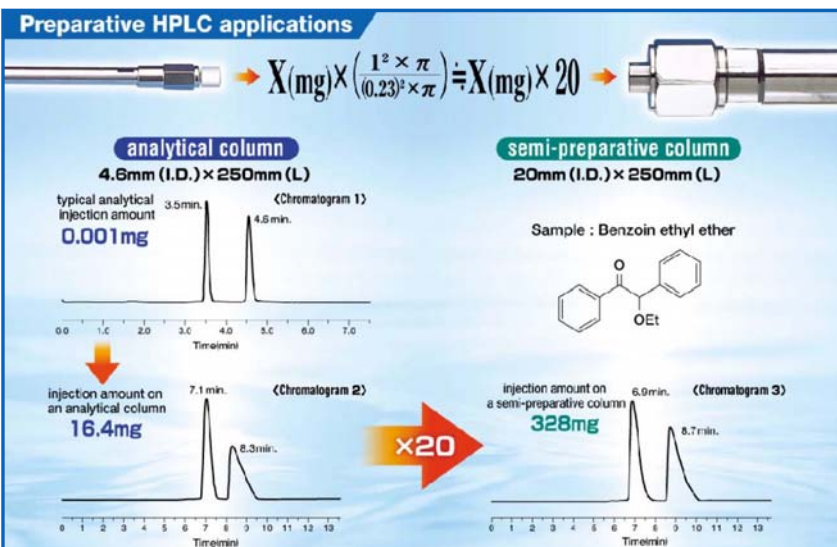 Preparative HPLC applications
X(mg)×(1² × π / (0.23)² × π)≒X(mg)× 20
analytical column
4.6mm (I.D.)×250mm (L)
semi-preparative column
20mm (I.D.)×250mm (L)
typical analytical
injection amount
0.001mg
3.5min.
4.6 min.
〈Chromatogram 1〉
0.0 1.0 2.0 3.0 4.0 5.0 6.0 7.0
Time(min)
Sample : Benzoin ethyl ether
O
OEt
injection amount on
an analytical column
16.4mg
7.1 min.
8.3min.
〈Chromatogram 2〉
0 1 2 3 4 5 6 7 8 9 10 11 12 13
Time(min)
×20
injection amount on
a semi-preparative column
328mg
6.9min.
8.7min.
〈Chromatogram 3〉
0 1 2 3 4 5 6 7 8 9 10 11 12 13
Time(min)